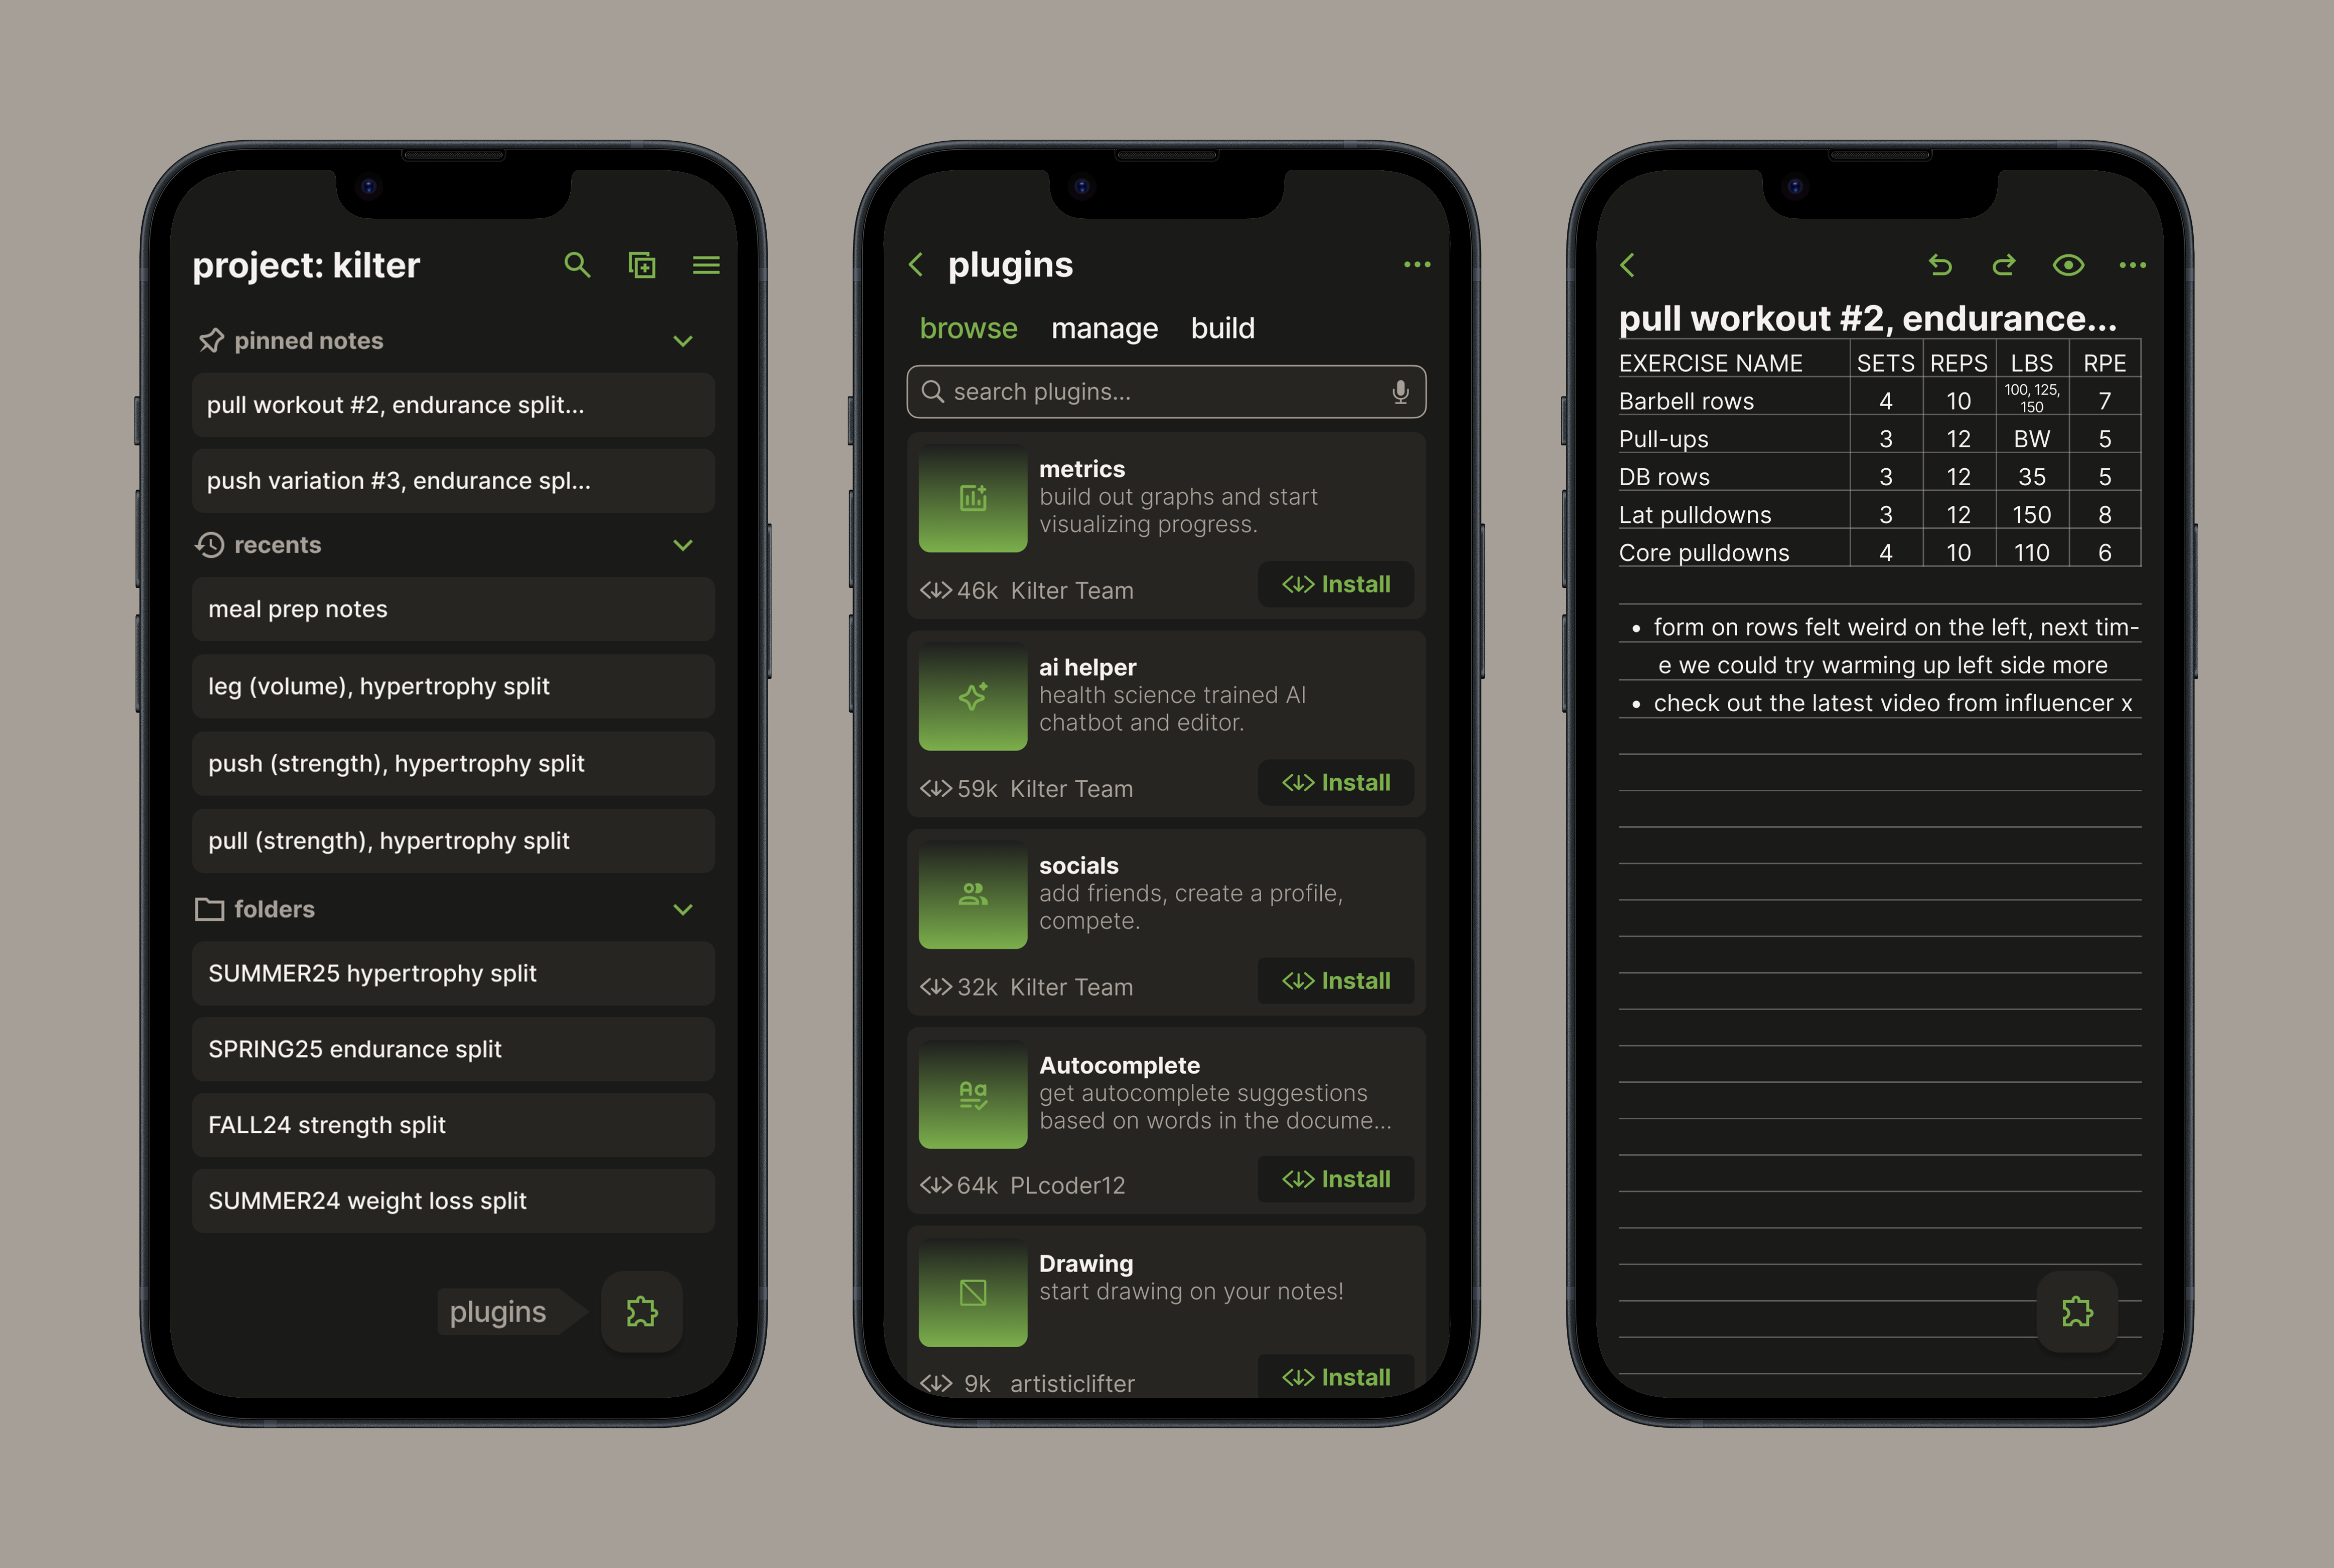 project: kilter
pinned notes
pull workout #2, endurance split...
push variation #3, endurance spl...
recents
meal prep notes
leg (volume), hypertrophy split
push (strength), hypertrophy split
pull (strength), hypertrophy split
folders
SUMMER25 hypertrophy split
SPRING25 endurance split
FALL24 strength split
SUMMER24 weight loss split
plugins
plugins
browse manage build
search plugins...
metrics
build out graphs and start
visualizing progress.
46k Kilter Team Install
ai helper
health science trained AI
chatbot and editor.
59k Kilter Team Install
socials
add friends, create a profile,
compete.
32k Kilter Team Install
Autocomplete
get autocomplete suggestions
based on words in the docume...
64k PLcoder12 Install
Drawing
start drawing on your notes!
9k artisticlifter Install
pull workout #2, endurance...
EXERCISE NAME SETS REPS LBS RPE
Barbell rows 4 10 100, 125, 150 7
Pull-ups 3 12 BW 5
DB rows 3 12 35 5
Lat pulldowns 3 12 150 8
Core pulldowns 4 10 110 6
• form on rows felt weird on the left, next tim-
e we could try warming up left side more
• check out the latest video from influencer x